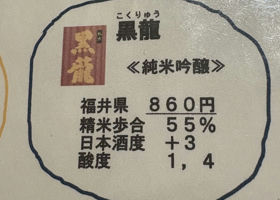 こくりゅう
黒龍
黒龍
≪純米吟醸≫
福井県 860円
精米歩合 55%
日本酒度 +3
酸度 1,4